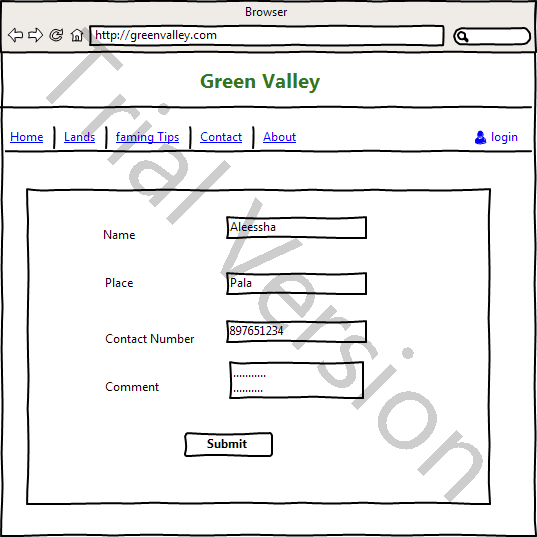 Browser
http://greenvalley.com
Green Valley
Home Lands faming Tips Contact About login
Name Aleessha
Place Pala
Contact Number 897651234
Comment ...........
..........
Submit
Trial Version